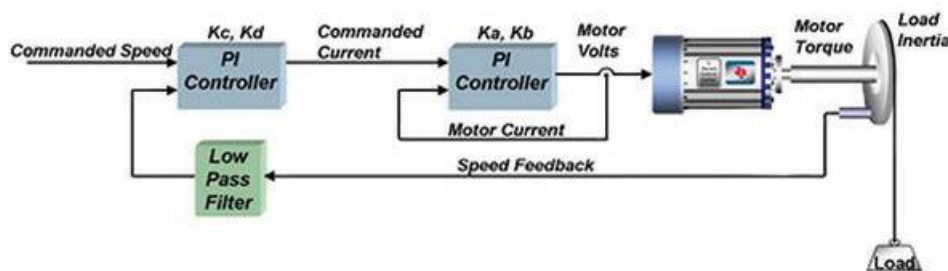 Commanded Speed
Kc, Kd
PI
Controller
Commanded
Current
Ka, Kb
PI
Controller
Motor
Volts
Motor
Torque
Load
Inertia
Motor Current
Low
Pass
Filter
Speed Feedback
Load